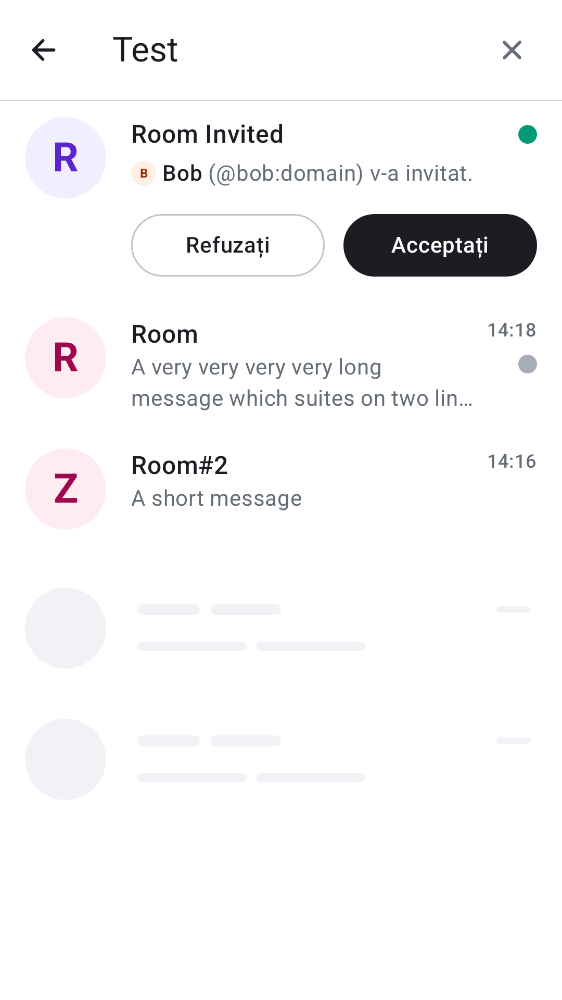 Test
R
Room Invited
B Bob (@bob:domain) v-a invitat.
Refuzați
Acceptați
R
Room
14:18
A very very very very long
message which suites on two lin…
Z
Room#2
14:16
A short message